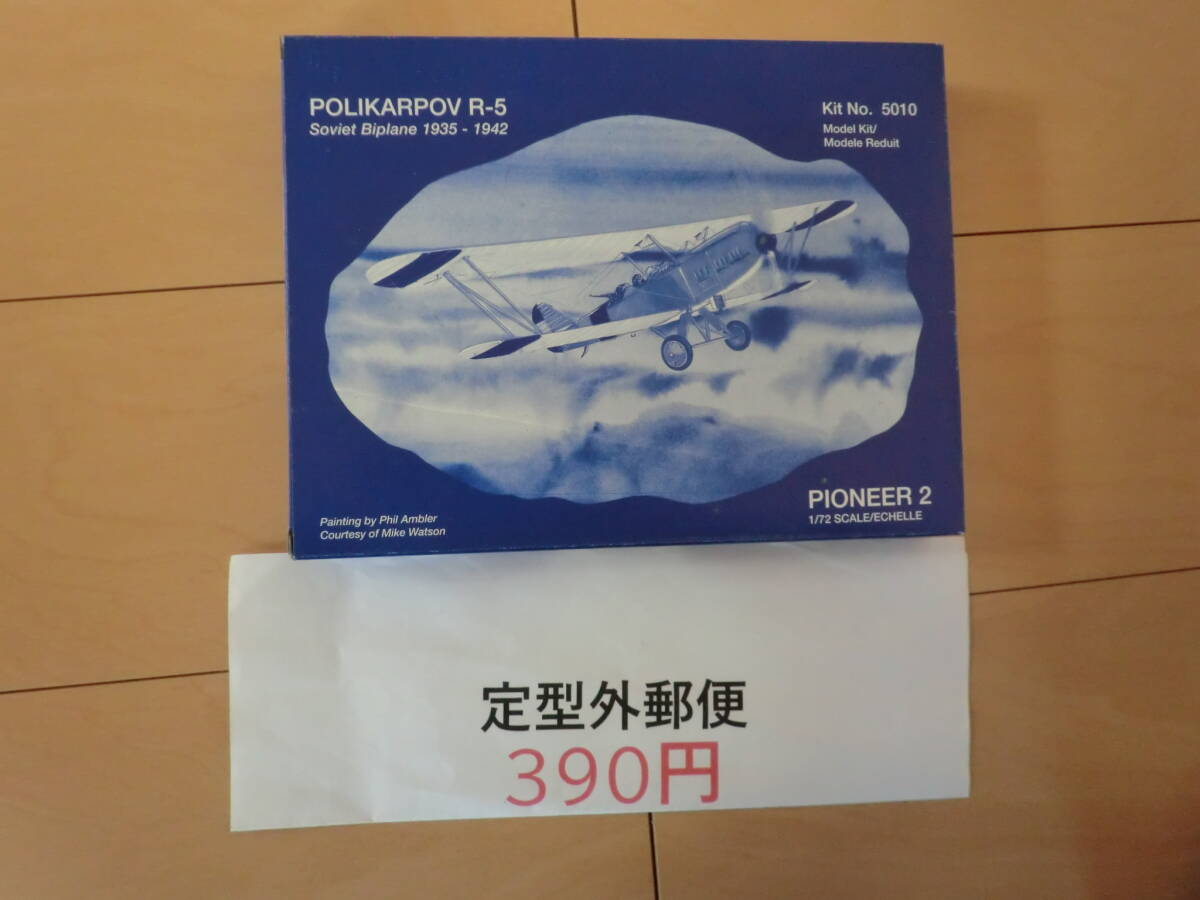 POLIKARPOV R-5
Soviet Biplane 1935 - 1942
Kit No. 5010
Model Kit/
Modele Reduit
Painting by Phil Ambler
Courtesy of Mike Watson
PIONEER 2
1/72 SCALE/ECHELLE
定型外郵便
390円